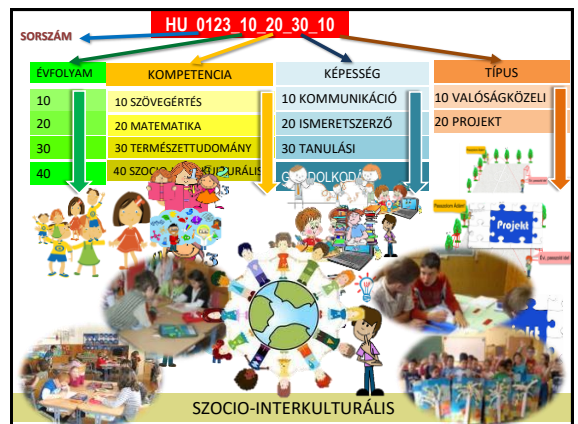 HU_0123_10_20_30_10
SORSZÁM
ÉVFOLYAM
10
20
30
40
KOMPETENCIA
10 SZÖVEGÉRTÉS
20 MATEMATIKA
30 TERMÉSZETTUDOMÁNY
40
KÉPESSÉG
10 KOMMUNIKÁCIÓ
20 ISMERETSZERZŐ
30 TANULÁSI
TÍPUS
10 VALÓSÁGKÖZELI
20 PROJEKT
Projekt
SZOCIO-INTERKULTURÁLIS